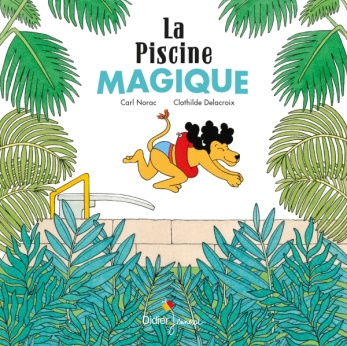 La
Piscine
MAGIQUE
Carl Norac Clothilde Delacroix
Didier Jeunesse